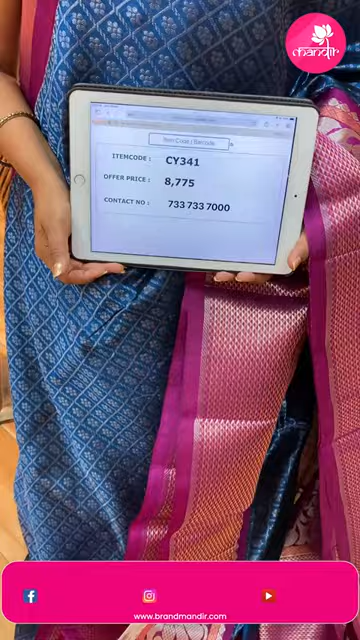 mandir
Item Code / Barcode
ITEMCODE : CY341
OFFER PRICE : 8,775
CONTACT NO : 733 733 7000
www.brandmandir.com